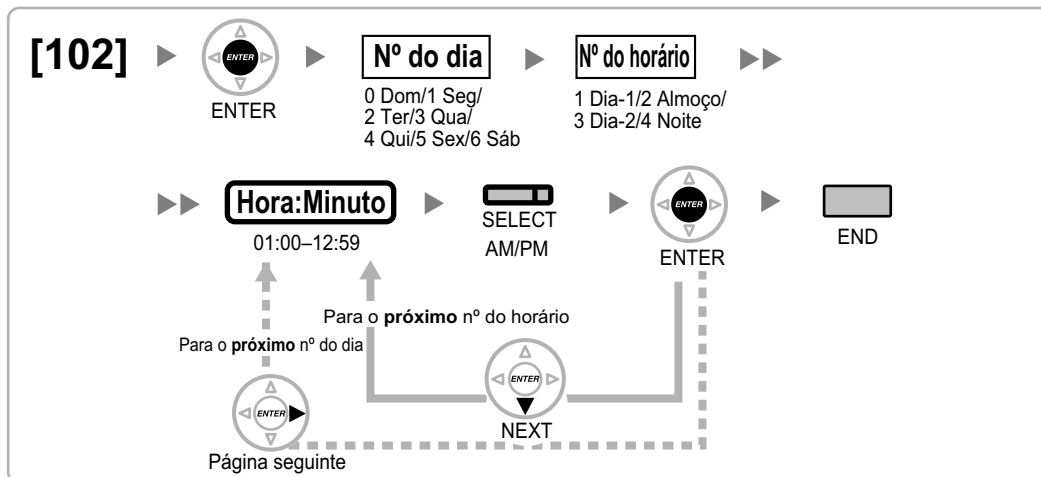 [102]
ENTER
ENTER
Nº do dia
0 Dom/1 Seg/
2 Ter/3 Qua/
4 Qui/5 Sex/6 Sáb
Nº do horário
1 Dia-1/2 Almoço/
3 Dia-2/4 Noite
Hora:Minuto
01:00–12:59
SELECT
AM/PM
ENTER
ENTER
END
Para o próximo nº do horário
Para o próximo nº do dia
ENTER
NEXT
ENTER
Página seguinte